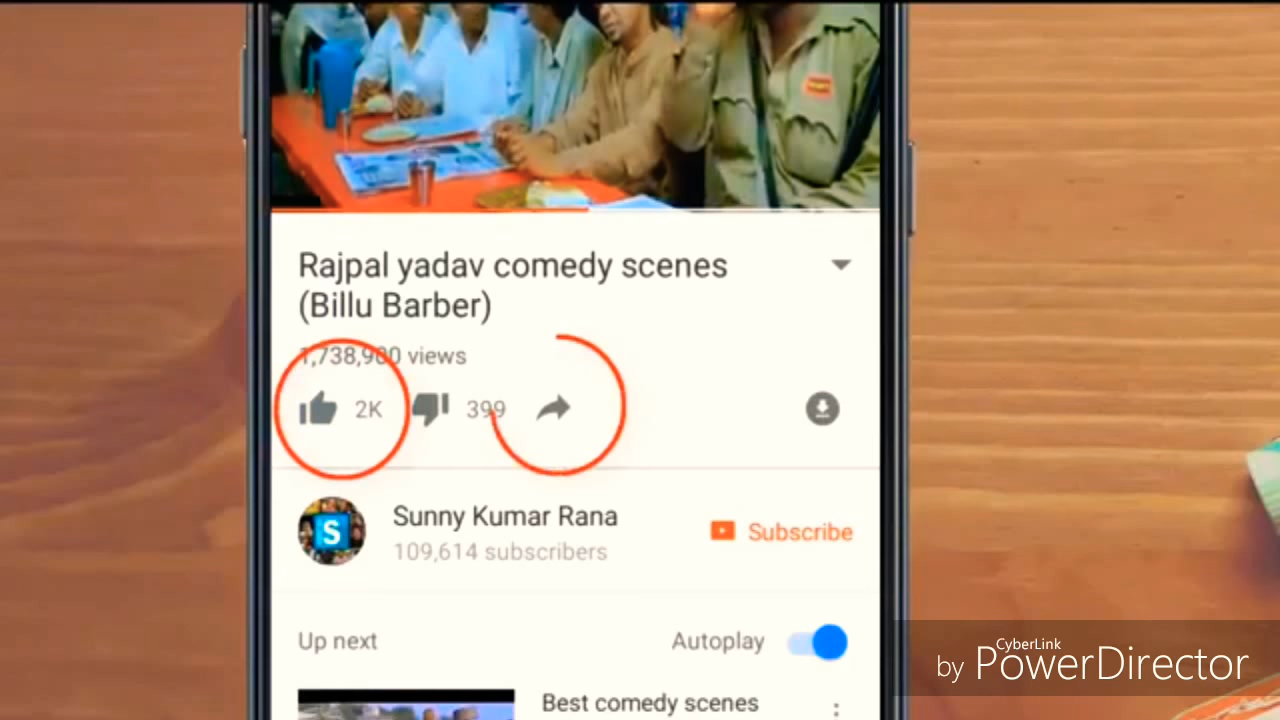 Rajpal yadav comedy scenes
(Billu Barber)
1,738,900 views
2K
399
S
Sunny Kumar Rana
109,614 subscribers
Subscribe
Up next
Autoplay
Best comedy scenes
CyberLink
by PowerDirector